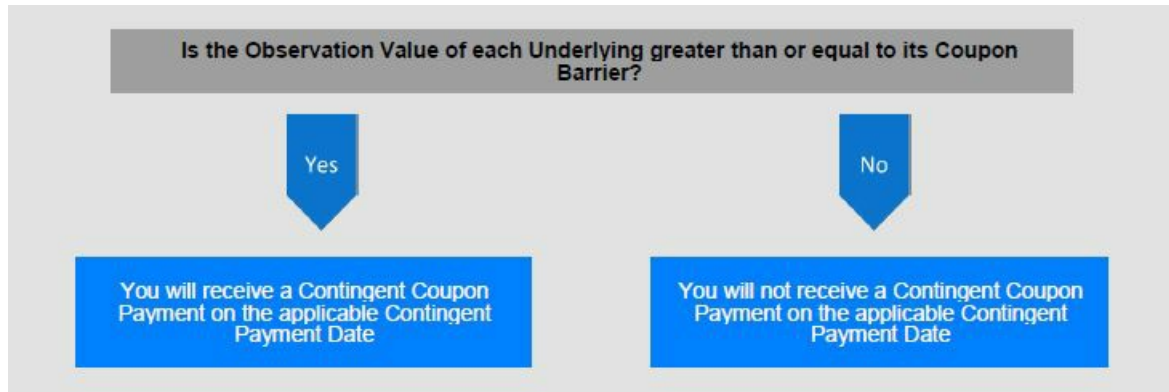 Is the Observation Value of each Underlying greater than or equal to its Coupon
Barrier?
Yes
No
You will receive a Contingent Coupon
Payment on the applicable Contingent
Payment Date
You will not receive a Contingent Coupon
Payment on the applicable Contingent
Payment Date